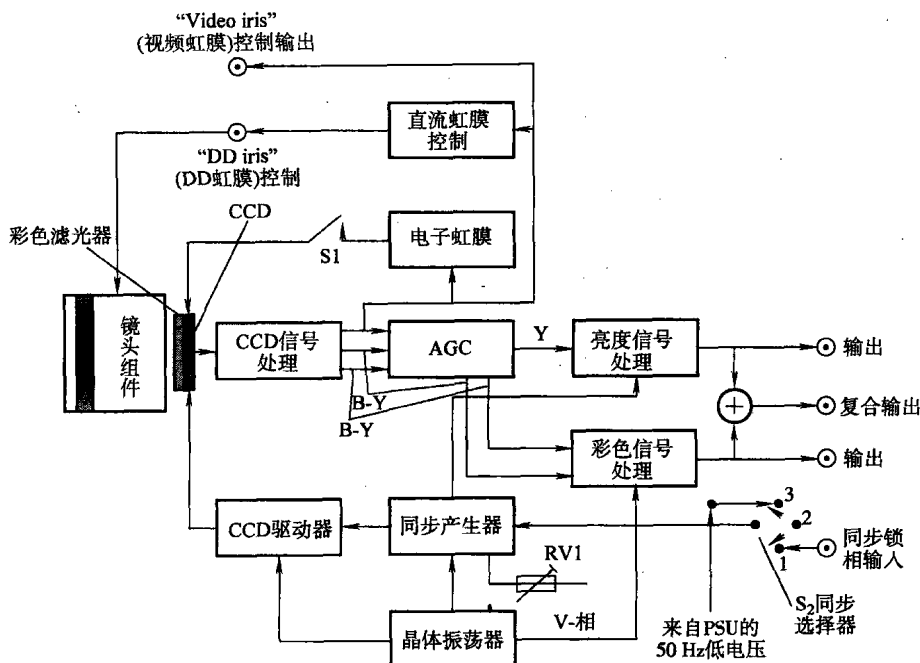 “Video iris”
(视频虹膜)控制输出
直流虹膜
控制
“DD iris”
(DD虹膜)控制
CCD
彩色滤光器
S1
电子虹膜
镜头组件
CCD信号
处理
AGC
Y
亮度信号
处理
输出
B-Y
B-Y
复合输出
彩色信号
处理
输出
CCD驱动器
同步产生器
3
2
1
同步锁
相输入
RV1
S2同步
选择器
晶体振荡器
V-相
来自PSU的
50 Hz低电压